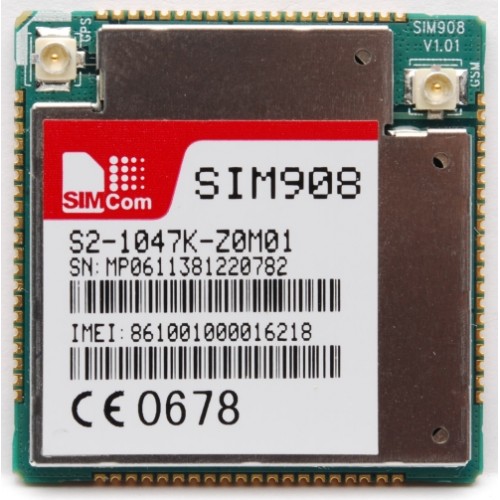 GPS
SIM908
V1.01
GSM
SIMCom
SIM908
S2-1047K-Z0M01
SN: MP0611381220782
IMEI: 861001000016218
CE 0678